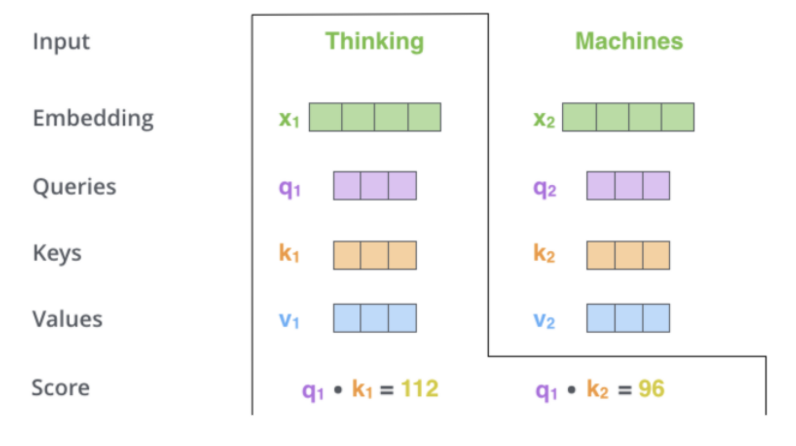 Input Thinking Machines
Embedding x₁ x₂
Queries q₁ q₂
Keys k₁ k₂
Values v₁ v₂
Score q₁ • k₁ = 112 q₁ • k₂ = 96